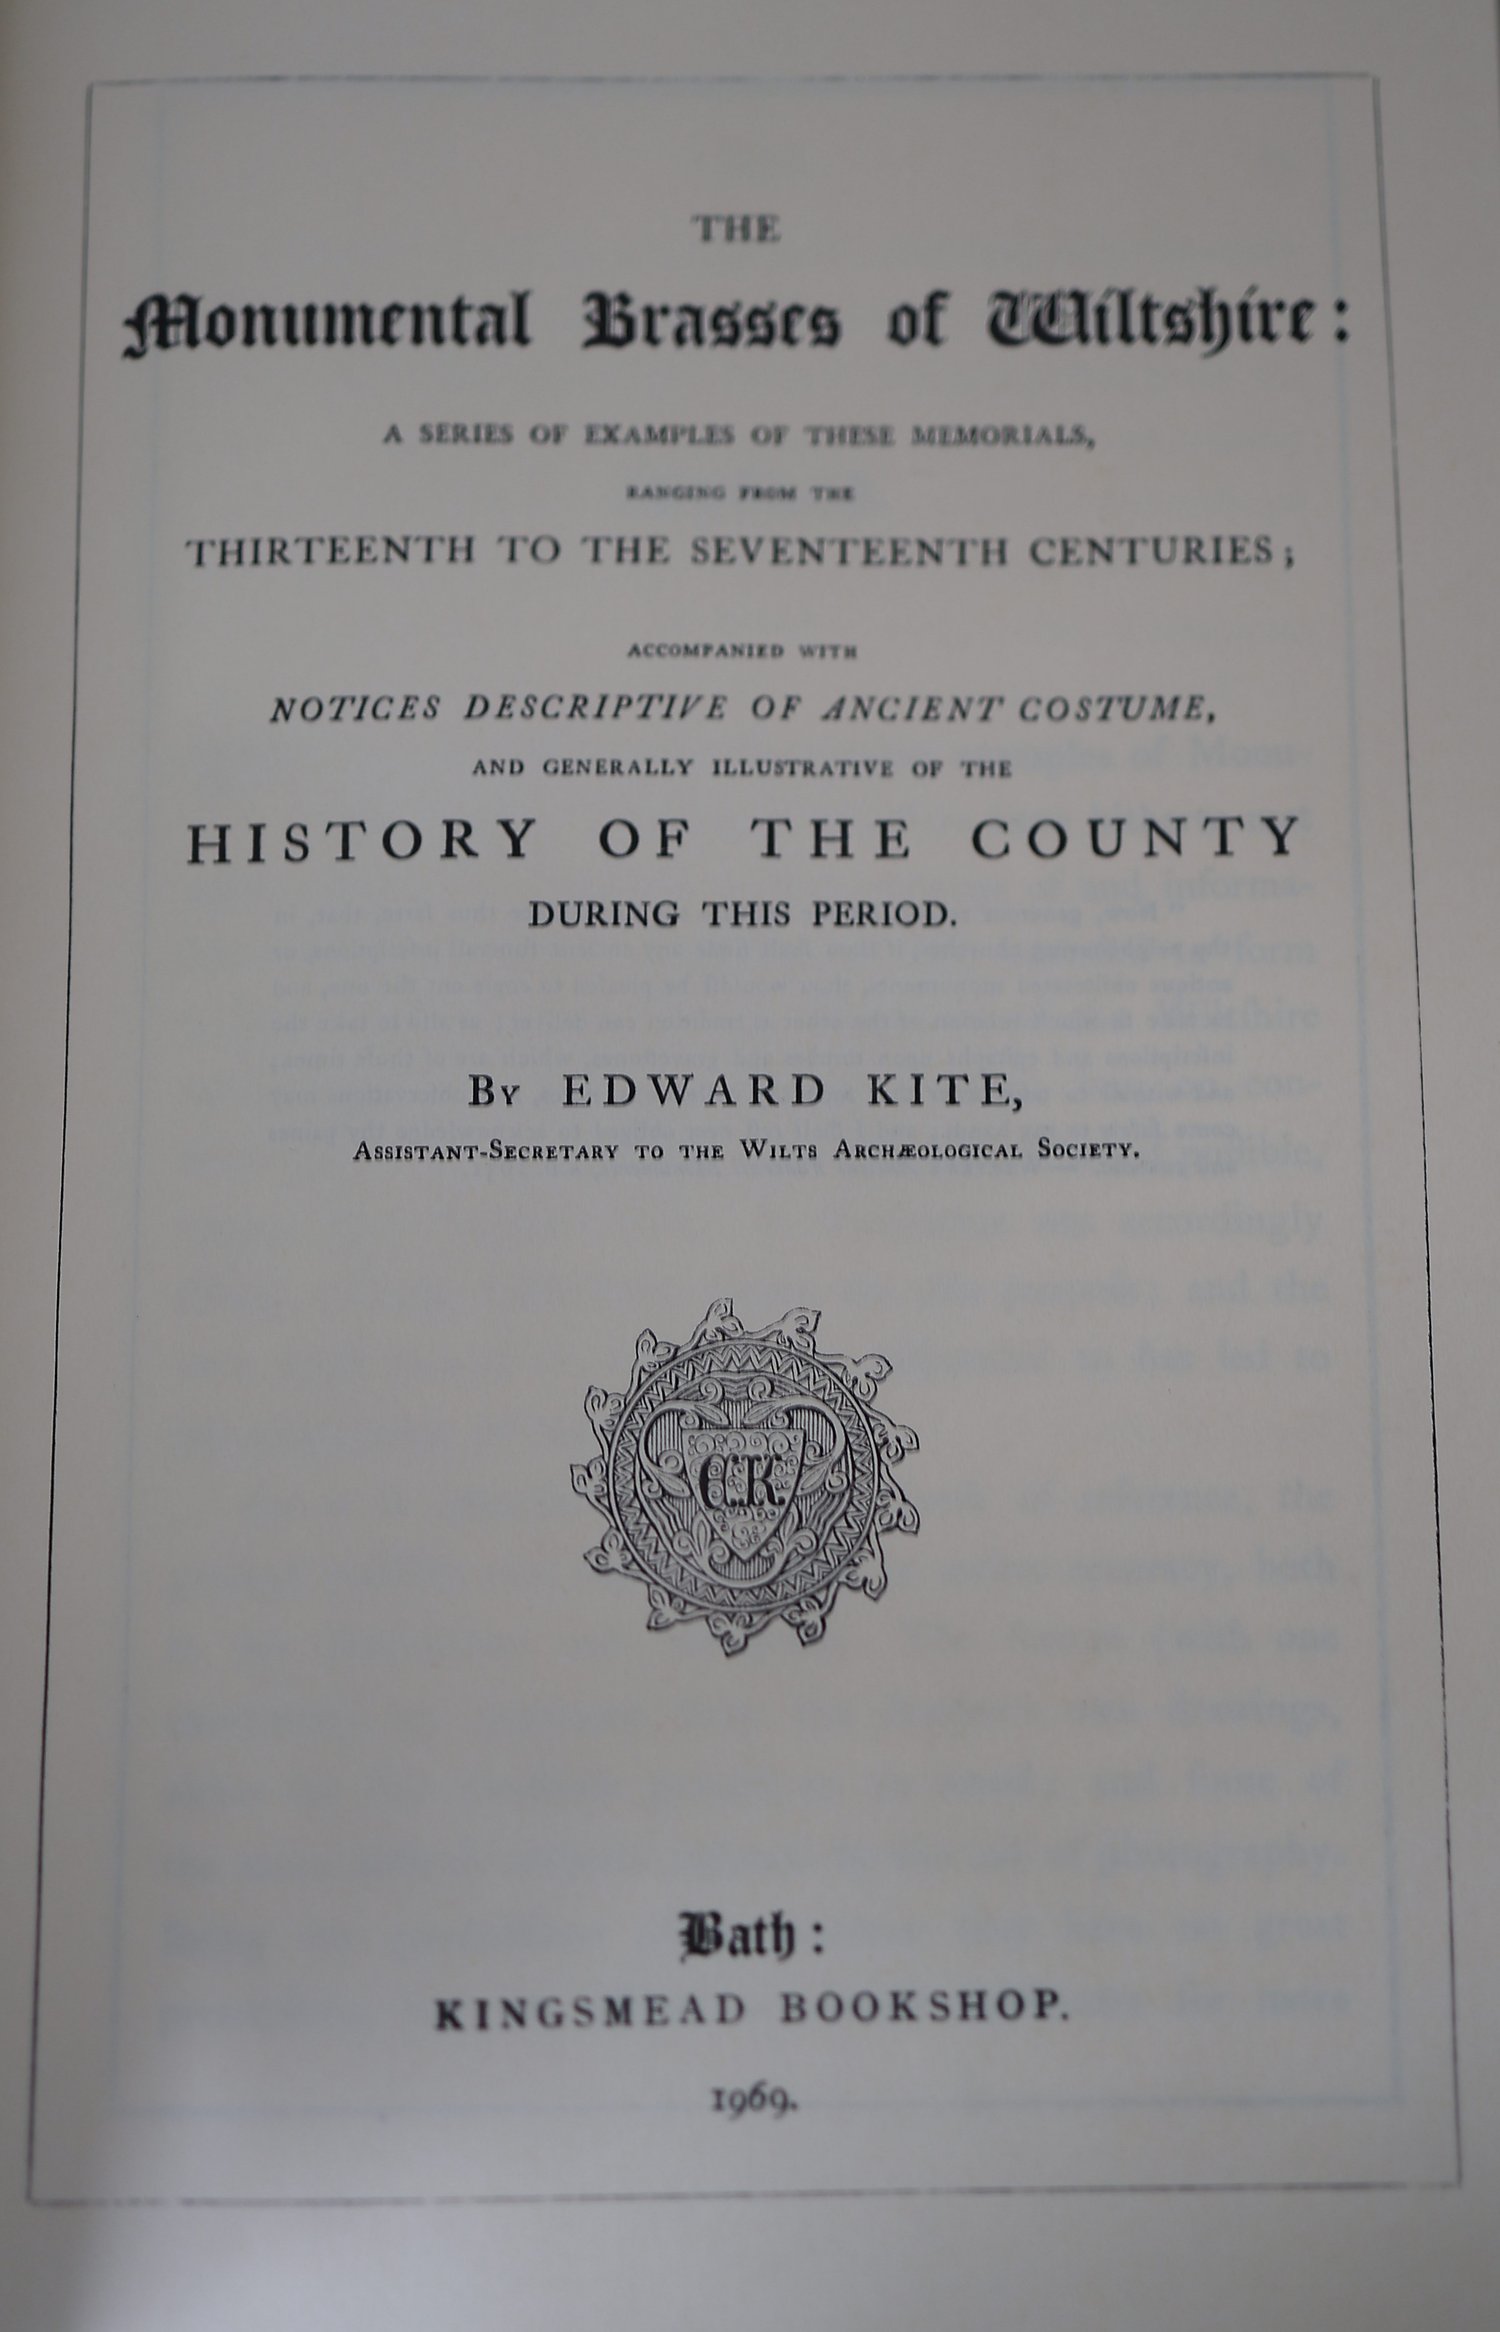 THE
Monumental Brasses of Wiltshire:
A SERIES OF EXAMPLES OF THESE MEMORIALS,
RANGING FROM THE
THIRTEENTH TO THE SEVENTEENTH CENTURIES;
ACCOMPANIED WITH
NOTICES DESCRIPTIVE OF ANCIENT COSTUME,
AND GENERALLY ILLUSTRATIVE OF THE
HISTORY OF THE COUNTY
DURING THIS PERIOD.
By EDWARD KITE,
Assistant-Secretary to the Wilts Archæological Society.
Bath:
KINGSMEAD BOOKSHOP.
1969.